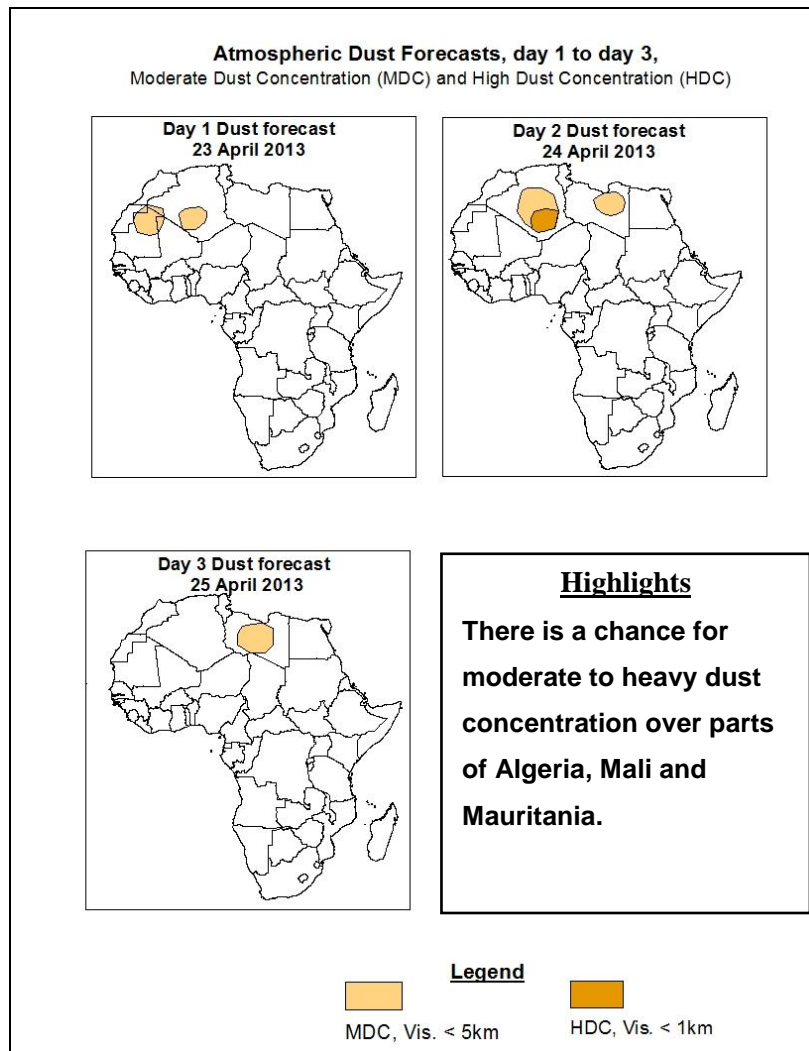 Atmospheric Dust Forecasts, day 1 to day 3,
Moderate Dust Concentration (MDC) and High Dust Concentration (HDC)
Day 1 Dust forecast
23 April 2013
Day 2 Dust forecast
24 April 2013
Day 3 Dust forecast
25 April 2013
Highlights
There is a chance for
moderate to heavy dust
concentration over parts
of Algeria, Mali and
Mauritania.
Legend
MDC, Vis. < 5km
HDC, Vis. < 1km